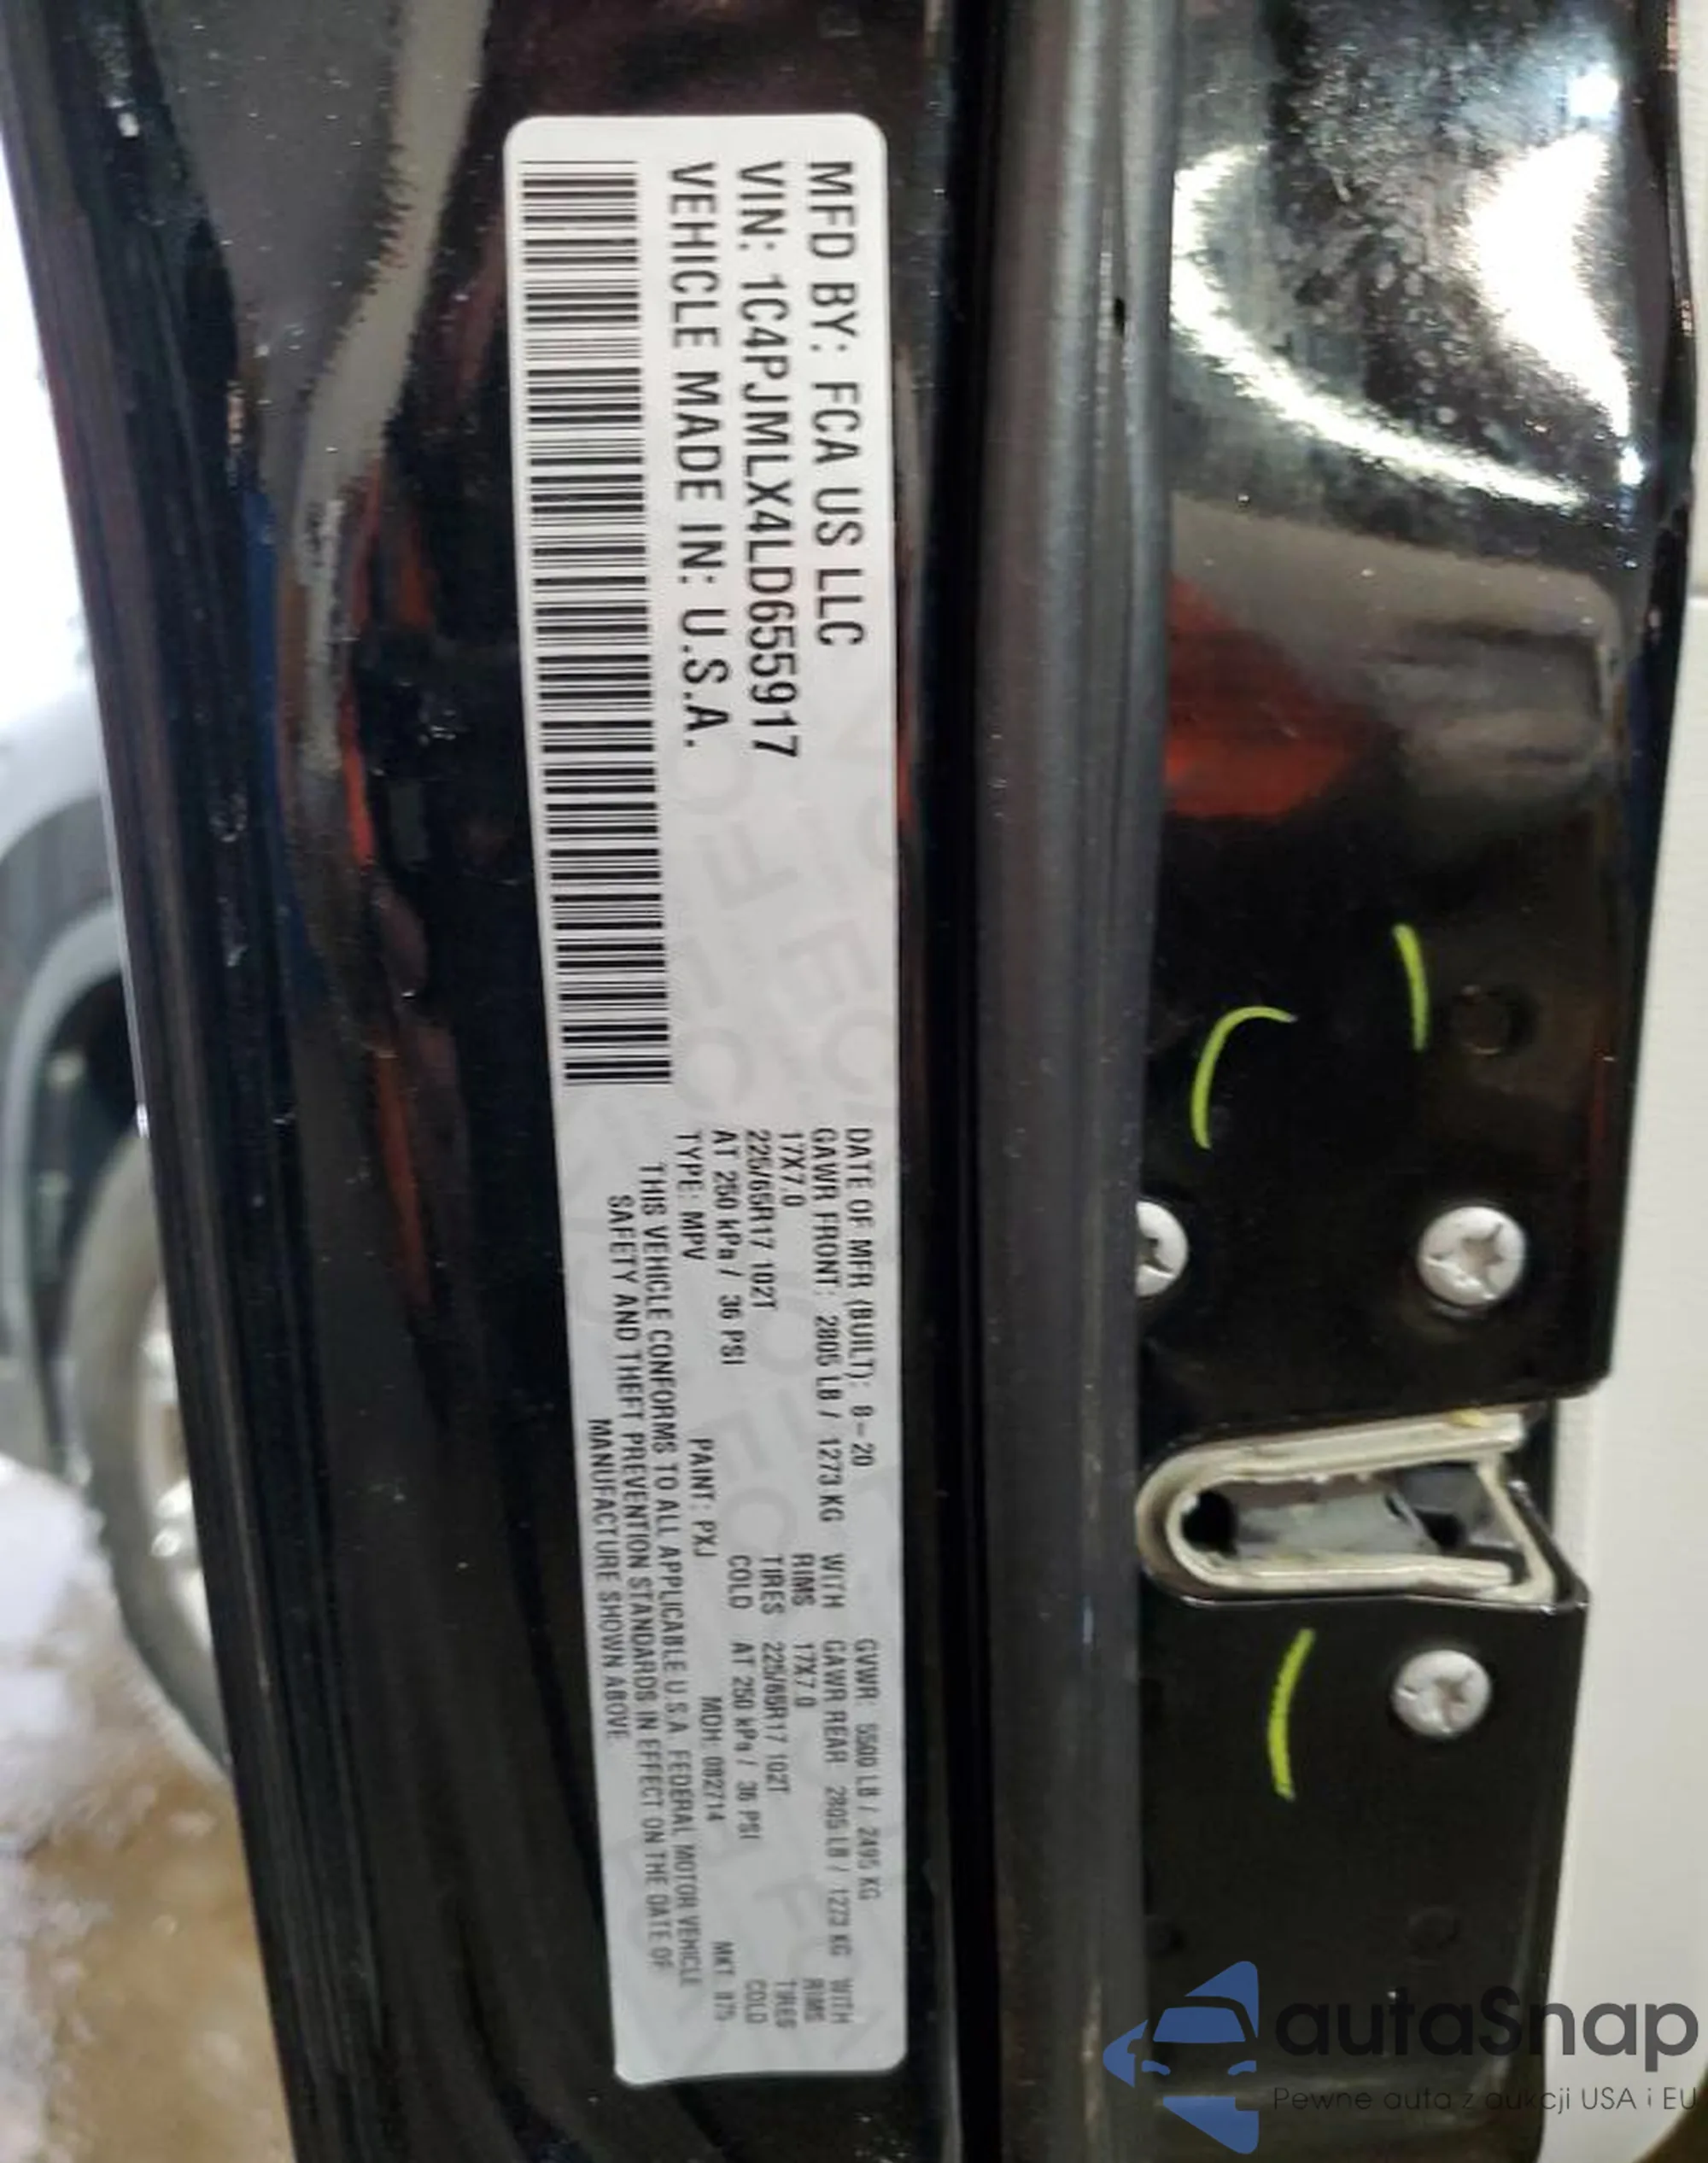 MFD BY: FCA US LLC
VIN: 1C4PJMLX4LD655917
VEHICLE MADE IN: U.S.A.
DATE OF MFR (BUILT): 8-20 GVWR: 5500 LB / 2495 KG
GAWR FRONT: 2805 LB / 1273 KG WITH GAWR REAR: 2805 LB / 1273 KG WITH
17X7.0 RIMS 17X7.0 RIMS
225/65R17 102T TIRES 225/65R17 102T TIRES
AT 250 kPa / 36 PSI COLD AT 250 kPa / 36 PSI COLD
TYPE: MPV PAINT: PXJ MDH: 082714 MKT: 875
THIS VEHICLE CONFORMS TO ALL APPLICABLE U.S.A. FEDERAL MOTOR VEHICLE
SAFETY AND THEFT PREVENTION STANDARDS IN EFFECT ON THE DATE OF
MANUFACTURE SHOWN ABOVE
autaSnap
Pewne auta z aukcji USA i EU